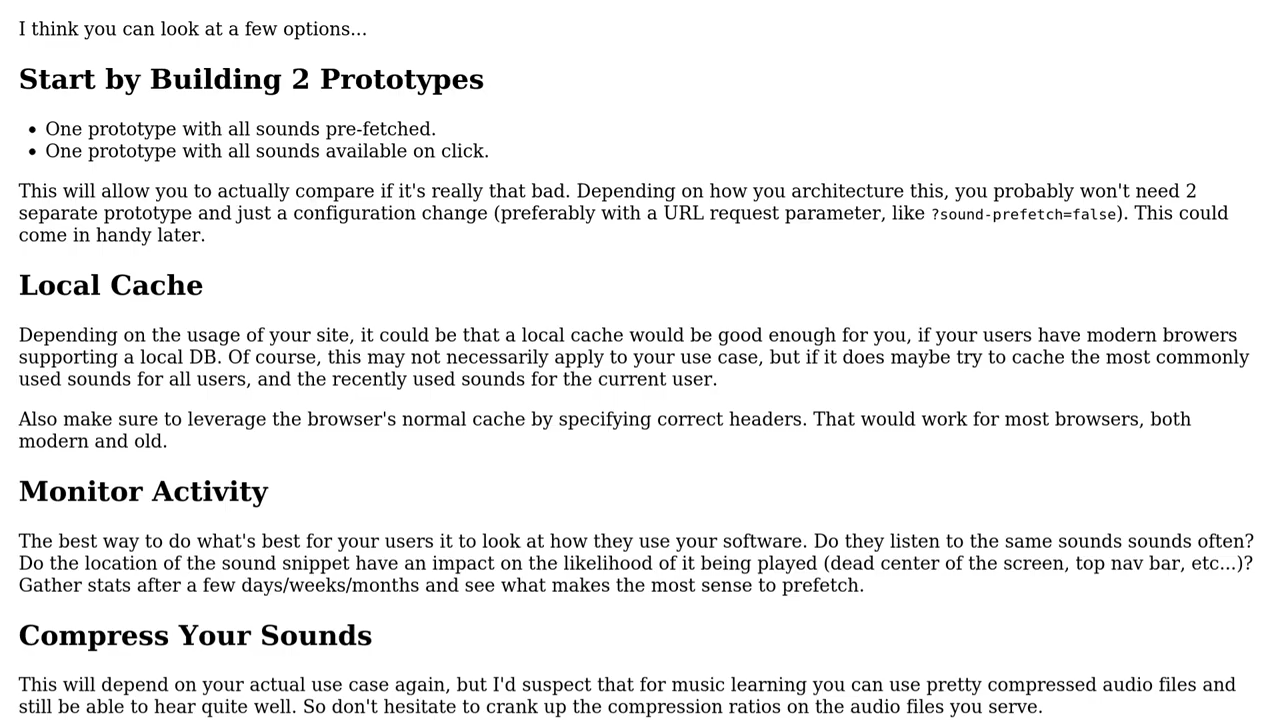 I think you can look at a few options...
Start by Building 2 Prototypes
• One prototype with all sounds pre-fetched.
• One prototype with all sounds available on click.
This will allow you to actually compare if it's really that bad. Depending on how you architecture this, you probably won't need 2
separate prototype and just a configuration change (preferably with a URL request parameter, like ?sound-prefetch=false). This could
come in handy later.
Local Cache
Depending on the usage of your site, it could be that a local cache would be good enough for you, if your users have modern browers
supporting a local DB. Of course, this may not necessarily apply to your use case, but if it does maybe try to cache the most commonly
used sounds for all users, and the recently used sounds for the current user.
Also make sure to leverage the browser's normal cache by specifying correct headers. That would work for most browsers, both
modern and old.
Monitor Activity
The best way to do what's best for your users it to look at how they use your software. Do they listen to the same sounds sounds often?
Do the location of the sound snippet have an impact on the likelihood of it being played (dead center of the screen, top nav bar, etc...)?
Gather stats after a few days/weeks/months and see what makes the most sense to prefetch.
Compress Your Sounds
This will depend on your actual use case again, but I'd suspect that for music learning you can use pretty compressed audio files and
still be able to hear quite well. So don't hesitate to crank up the compression ratios on the audio files you serve.